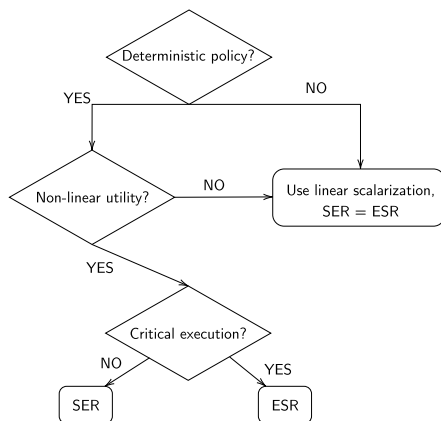 Deterministic policy?
YES
NO
Non-linear utility?
NO
Use linear scalarization,
SER = ESR
YES
Critical execution?
NO
YES
SER
ESR